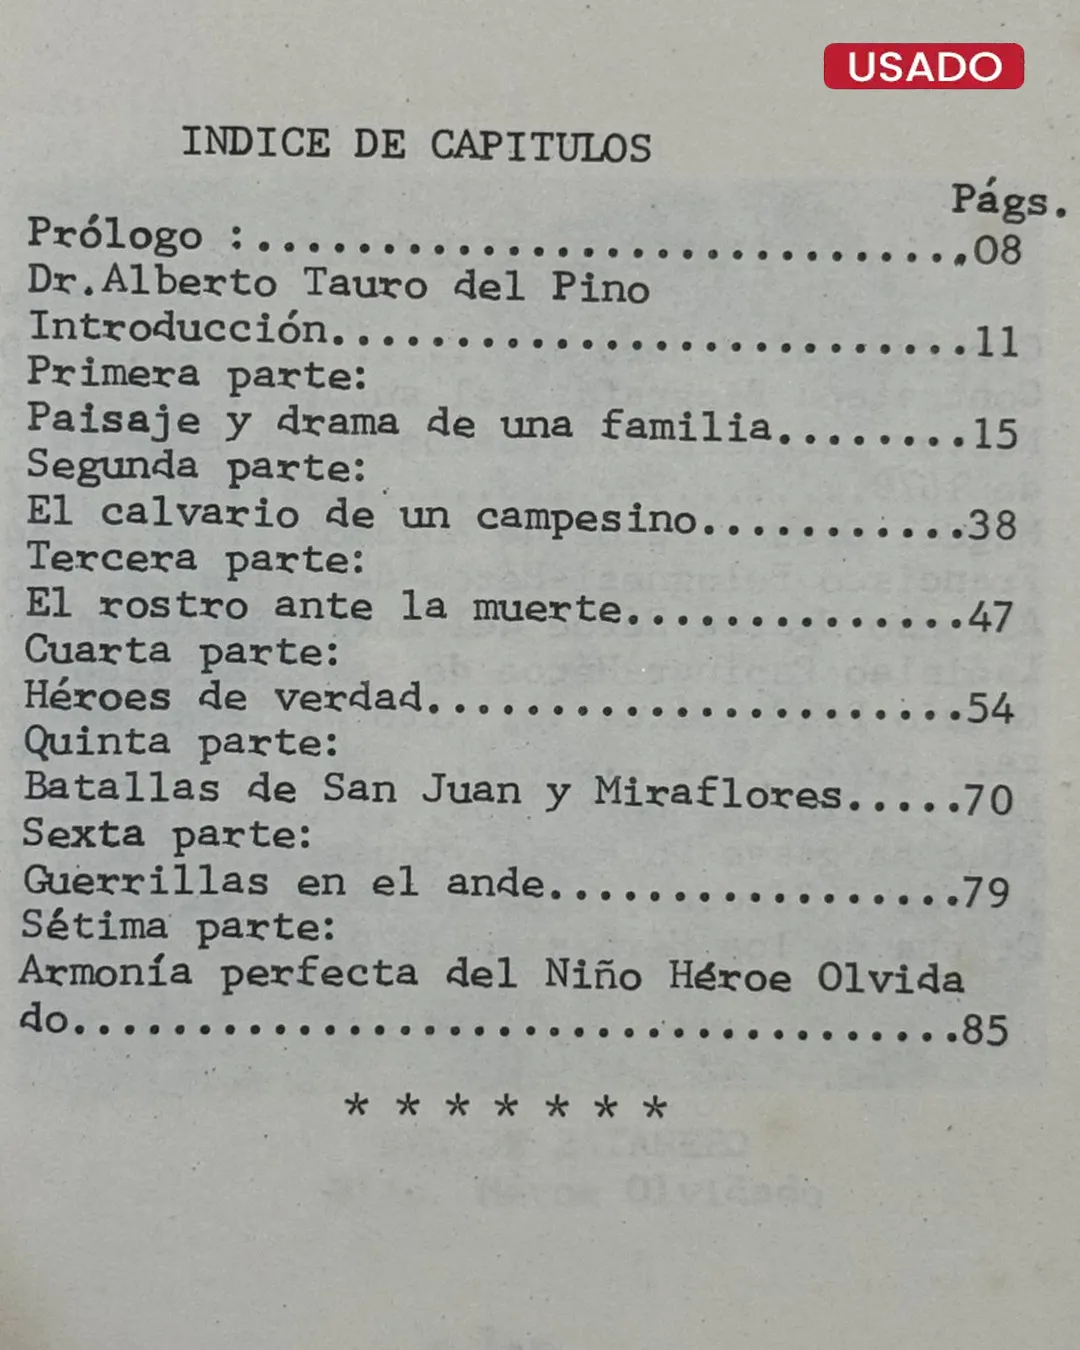 USADO
INDICE DE CAPITULOS
Págs.
Prólogo :..............................08
Dr.Alberto Tauro del Pino
Introducción..........................11
Primera parte:
Paisaje y drama de una familia........15
Segunda parte:
El calvario de un campesino...........38
Tercera parte:
El rostro ante la muerte..............47
Cuarta parte:
Héroes de verdad......................54
Quinta parte:
Batallas de San Juan y Miraflores.....70
Sexta parte:
Guerrillas en el ande.................79
Sétima parte:
Armonía perfecta del Niño Héroe Olvida
do....................................85
* * * * * * *